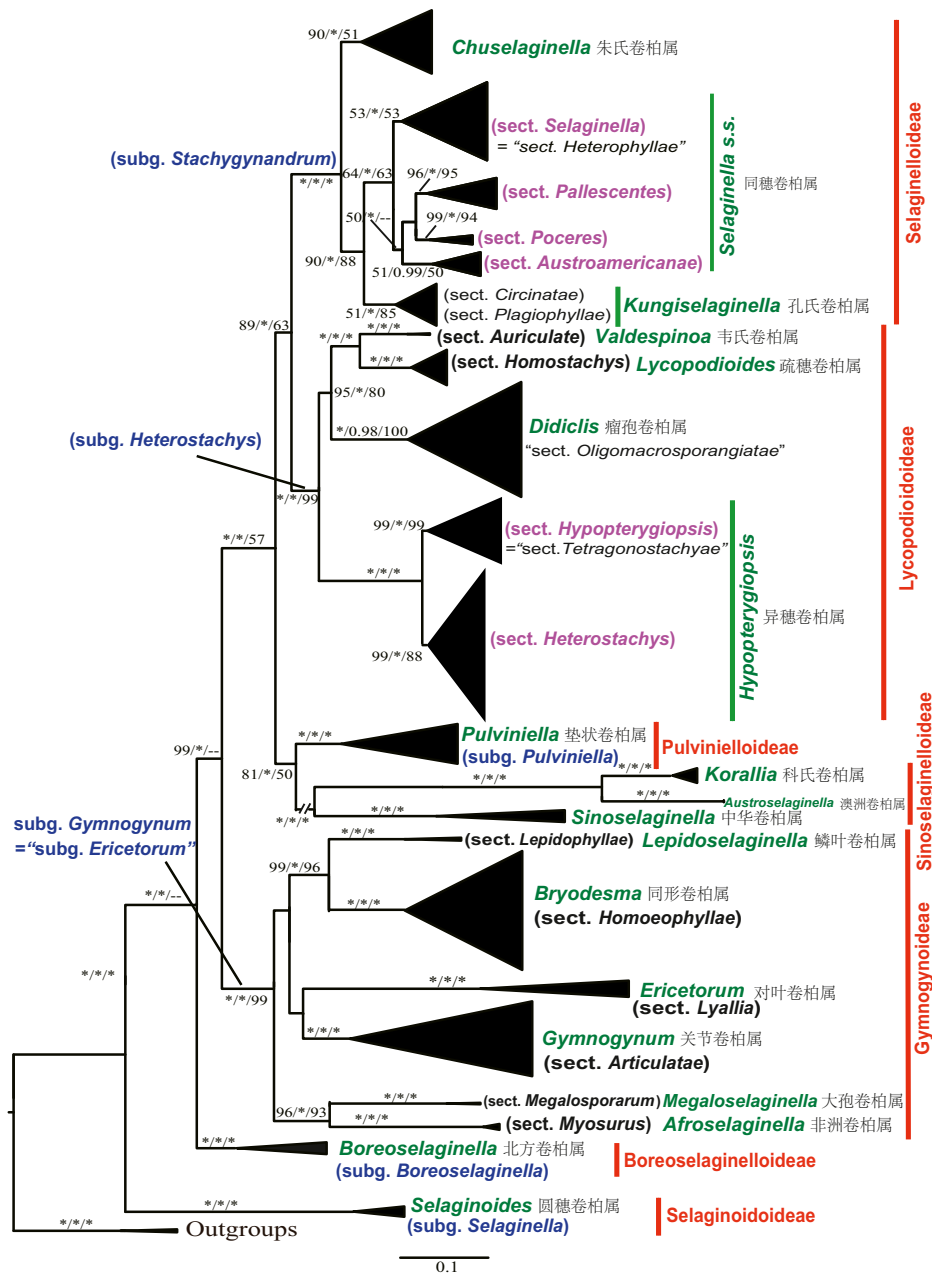 90/*/51
Chuselaginella 朱氏卷柏属
Selaginelloideae
53/*/53
(sect. Selaginella)
= “sect. Heterophyllae”
(subg. Stachygynandrum)
*/*/*
64/*/63
96/*/95
(sect. Pallescentes)
Selaginella s.s.
同穗卷柏属
50/*/--
99/*/94
(sect. Poceres)
(sect. Austroamericanae)
90/*/88
51/0.99/50
(sect. Circinatae)
(sect. Plagiophyllae)
Kungiselaginella 孔氏卷柏属
51/*/85
89/*/63
*/*/*
*/*/*
(sect. Auriculate) Valdespinoa 韦氏卷柏属
*/*/*
(sect. Homostachys) Lycopodioides 疏穗卷柏属
95/*/80
Lycopodioidoideae
(subg. Heterostachys)
*/0.98/100
Didiclis 瘤孢卷柏属
“sect. Oligomacrosporangiatae”
*/*/99
99/*/99
(sect. Hypopterygiopsis)
=“sect.Tetragonostachyae”
*/*/57
*/*/*
Hypopterygiopsis
异穗卷柏属
(sect. Heterostachys)
99/*/88
*/*/*
Pulviniella 垫状卷柏属
(subg. Pulviniella)
Pulvinielloideae
99/*/--
81/*/50
*/*/*
*/*/*
Korallia 科氏卷柏属
*/*/*
Austroselaginella 澳洲卷柏属
Sinoselaginelloideae
*/*/*
*/*/*
Sinoselaginella 中华卷柏属
subg. Gymnogynum
=“subg. Ericetorum”
*/*/*
(sect. Lepidophyllae) Lepidoselaginella 鳞叶卷柏属
99/*/96
*/*/*
Bryodesma 同形卷柏属
(sect. Homoeophyllae)
Gymnogynoideae
*/*/--
*/*/*
*/*/99
*/*/*
Ericetorum 对叶卷柏属
(sect. Lyallia)
*/*/*
Gymnogynum 关节卷柏属
(sect. Articulatae)
96/*/93
*/*/*
(sect. Megalosporarum) Megaloselaginella 大孢卷柏属
*/*/*
(sect. Myosurus) Afroselaginella 非洲卷柏属
*/*/*
Boreoselaginella 北方卷柏属
(subg. Boreoselaginella)
Boreoselaginelloideae
*/*/*
Selaginoides 圆穗卷柏属
(subg. Selaginella)
Selaginoidoideae
*/*/*
Outgroups
0.1